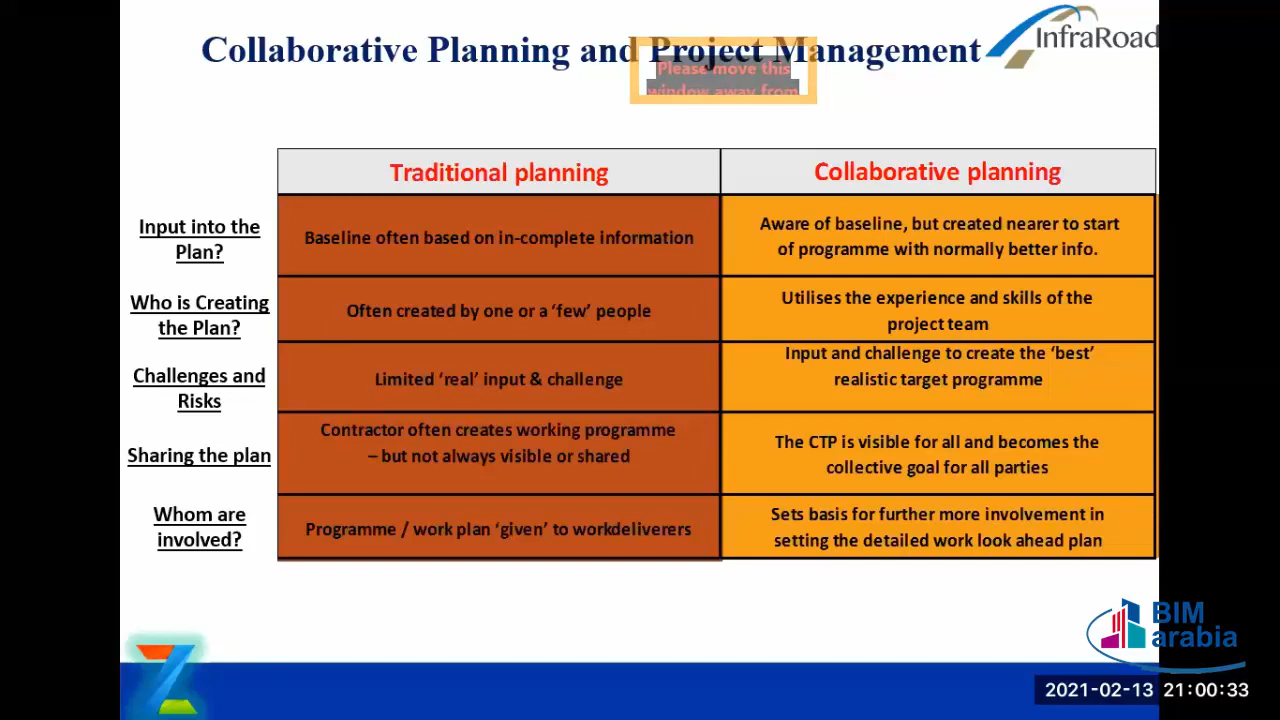 Collaborative Planning and Project Management
InfraRoad
Please move this
window away from
Traditional planning
Collaborative planning
Input into the
Plan?
Baseline often based on in-complete information
Aware of baseline, but created nearer to start
of programme with normally better info.
Who is Creating
the Plan?
Often created by one or a ‘few’ people
Utilises the experience and skills of the
project team
Challenges and
Risks
Limited ‘real’ input & challenge
Input and challenge to create the ‘best’
realistic target programme
Sharing the plan
Contractor often creates working programme
– but not always visible or shared
The CTP is visible for all and becomes the
collective goal for all parties
Whom are
involved?
Programme / work plan ‘given’ to workdeliverers
Sets basis for further more involvement in
setting the detailed work look ahead plan
BIM
arabia
Z
2021-02-13 21:00:33